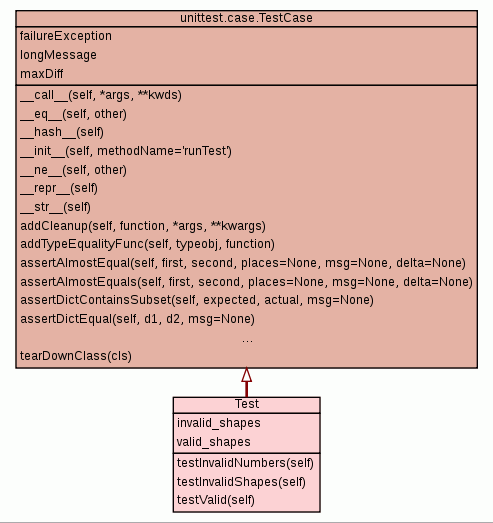 unittest.case.TestCase
failureException
longMessage
maxDiff
__call__(self, *args, **kwds)
__eq__(self, other)
__hash__(self)
__init__(self, methodName='runTest')
__ne__(self, other)
__repr__(self)
__str__(self)
addCleanup(self, function, *args, **kwargs)
addTypeEqualityFunc(self, typeobj, function)
assertAlmostEqual(self, first, second, places=None, msg=None, delta=None)
assertAlmostEquals(self, first, second, places=None, msg=None, delta=None)
assertDictContainsSubset(self, expected, actual, msg=None)
assertDictEqual(self, d1, d2, msg=None)
...
tearDownClass(cls)
Test
invalid_shapes
valid_shapes
testInvalidNumbers(self)
testInvalidShapes(self)
testValid(self)